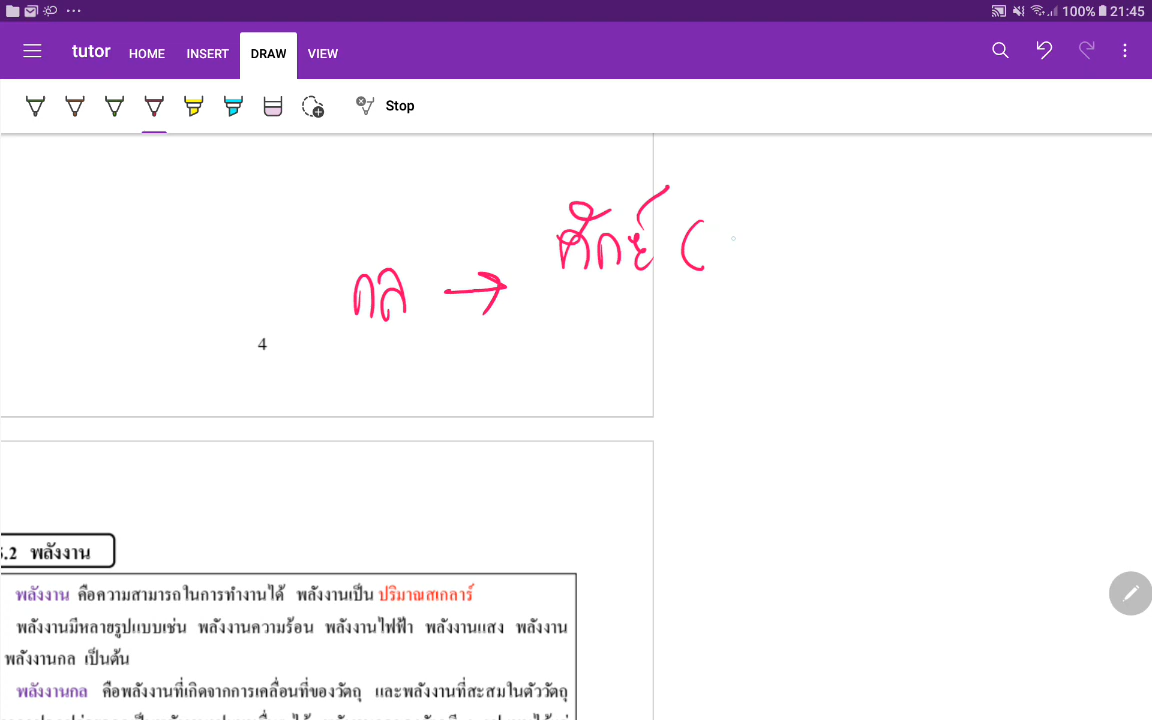 100% 21:45
tutor HOME INSERT DRAW VIEW
Stop
ศักย์ (
กล →
4
5.2 พลังงาน
พลังงาน คือความสามารถในการทำงานได้ พลังงานเป็น ปริมาณสเกลาร์
พลังงานมีหลายรูปแบบเช่น พลังงานความร้อน พลังงานไฟฟ้า พลังงานแสง พลังงาน
พลังงานกล เป็นต้น
พลังงานกล คือพลังงานที่เกิดจากการเคลื่อนที่ของวัตถุ และพลังงานที่สะสมในตัววัตถุ